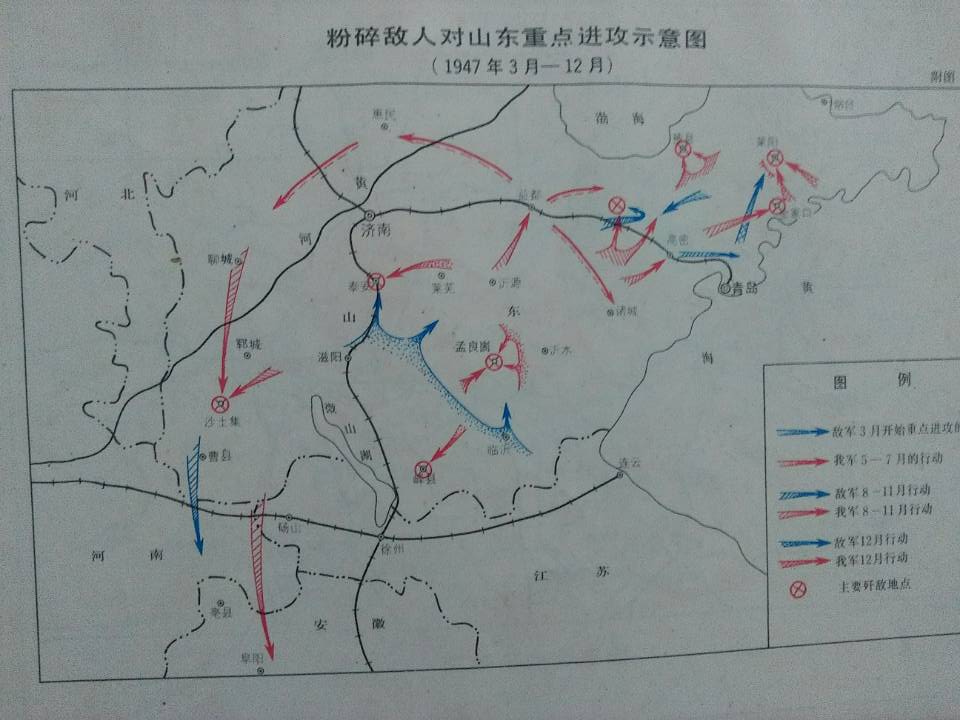 粉碎敌人对山东重点进攻示意图
（1947年3月—12月）
附图
惠民
渤 海
烟台
掖县
莱阳
河 北
黄
益都
河
济南
高密
聊城
泰安
莱芜
沂源
青岛
黄
诸城
东
山
郓城
滋阳
孟良崮
沂水
海
微
山
湖
沙土集
临沂
曹县
峄县
连云
砀山
徐州
河 南
江 苏
亳县
安 徽
阜阳
图 例
敌军3月开始重点进攻的
我军5—7月的行动
敌军8—11月行动
我军8—11月行动
敌军12月行动
我军12月行动
主要歼敌地点